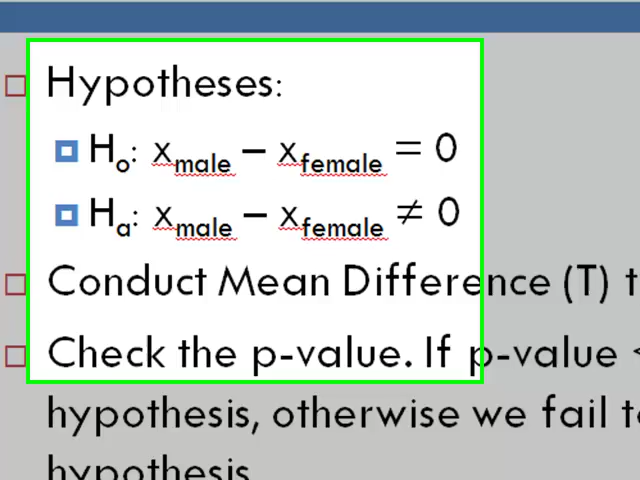 Hypotheses:
Ho: xmale – xfemale = 0
Ha: xmale – xfemale ≠ 0
Conduct Mean Difference (T) t
Check the p-value. If p-value <
hypothesis, otherwise we fail to
hypothesis